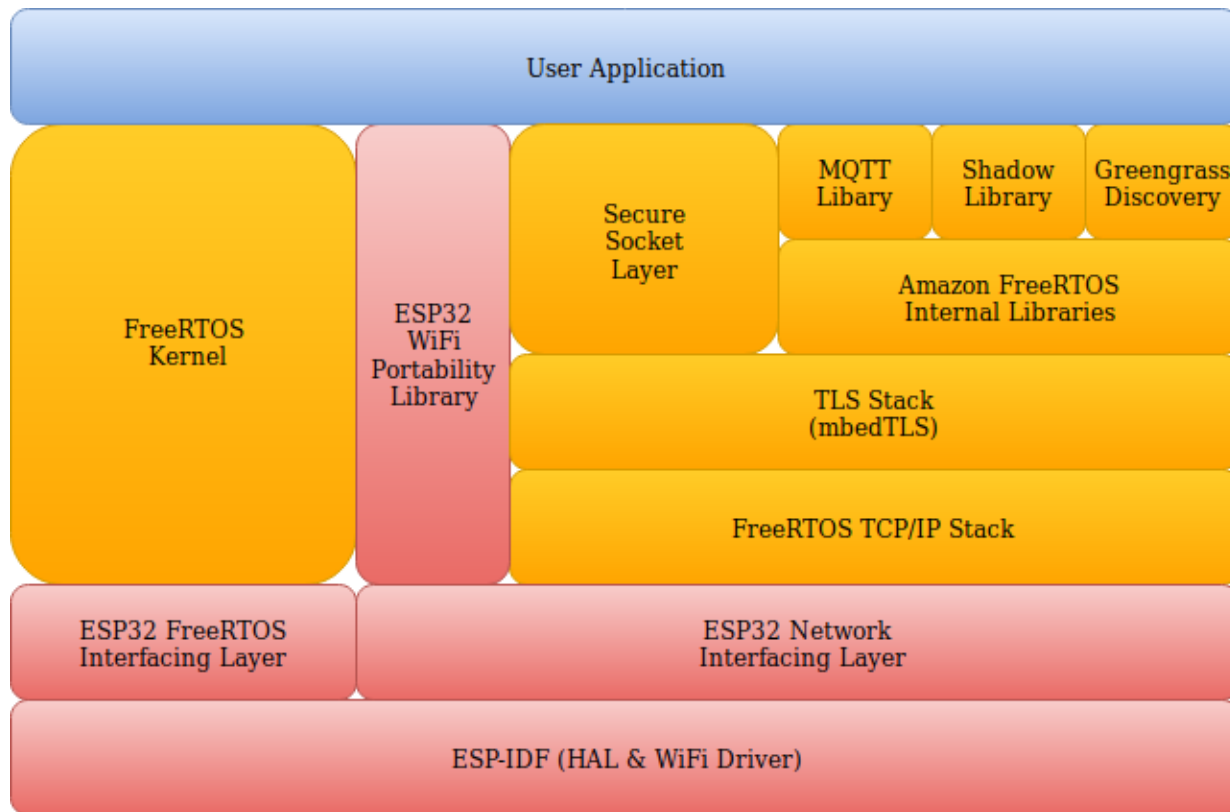 User Application
FreeRTOS
Kernel
ESP32
WiFi
Portability
Library
Secure
Socket
Layer
MQTT
Libary
Shadow
Library
Greengrass
Discovery
Amazon FreeRTOS
Internal Libraries
TLS Stack
(mbedTLS)
FreeRTOS TCP/IP Stack
ESP32 FreeRTOS
Interfacing Layer
ESP32 Network
Interfacing Layer
ESP-IDF (HAL & WiFi Driver)